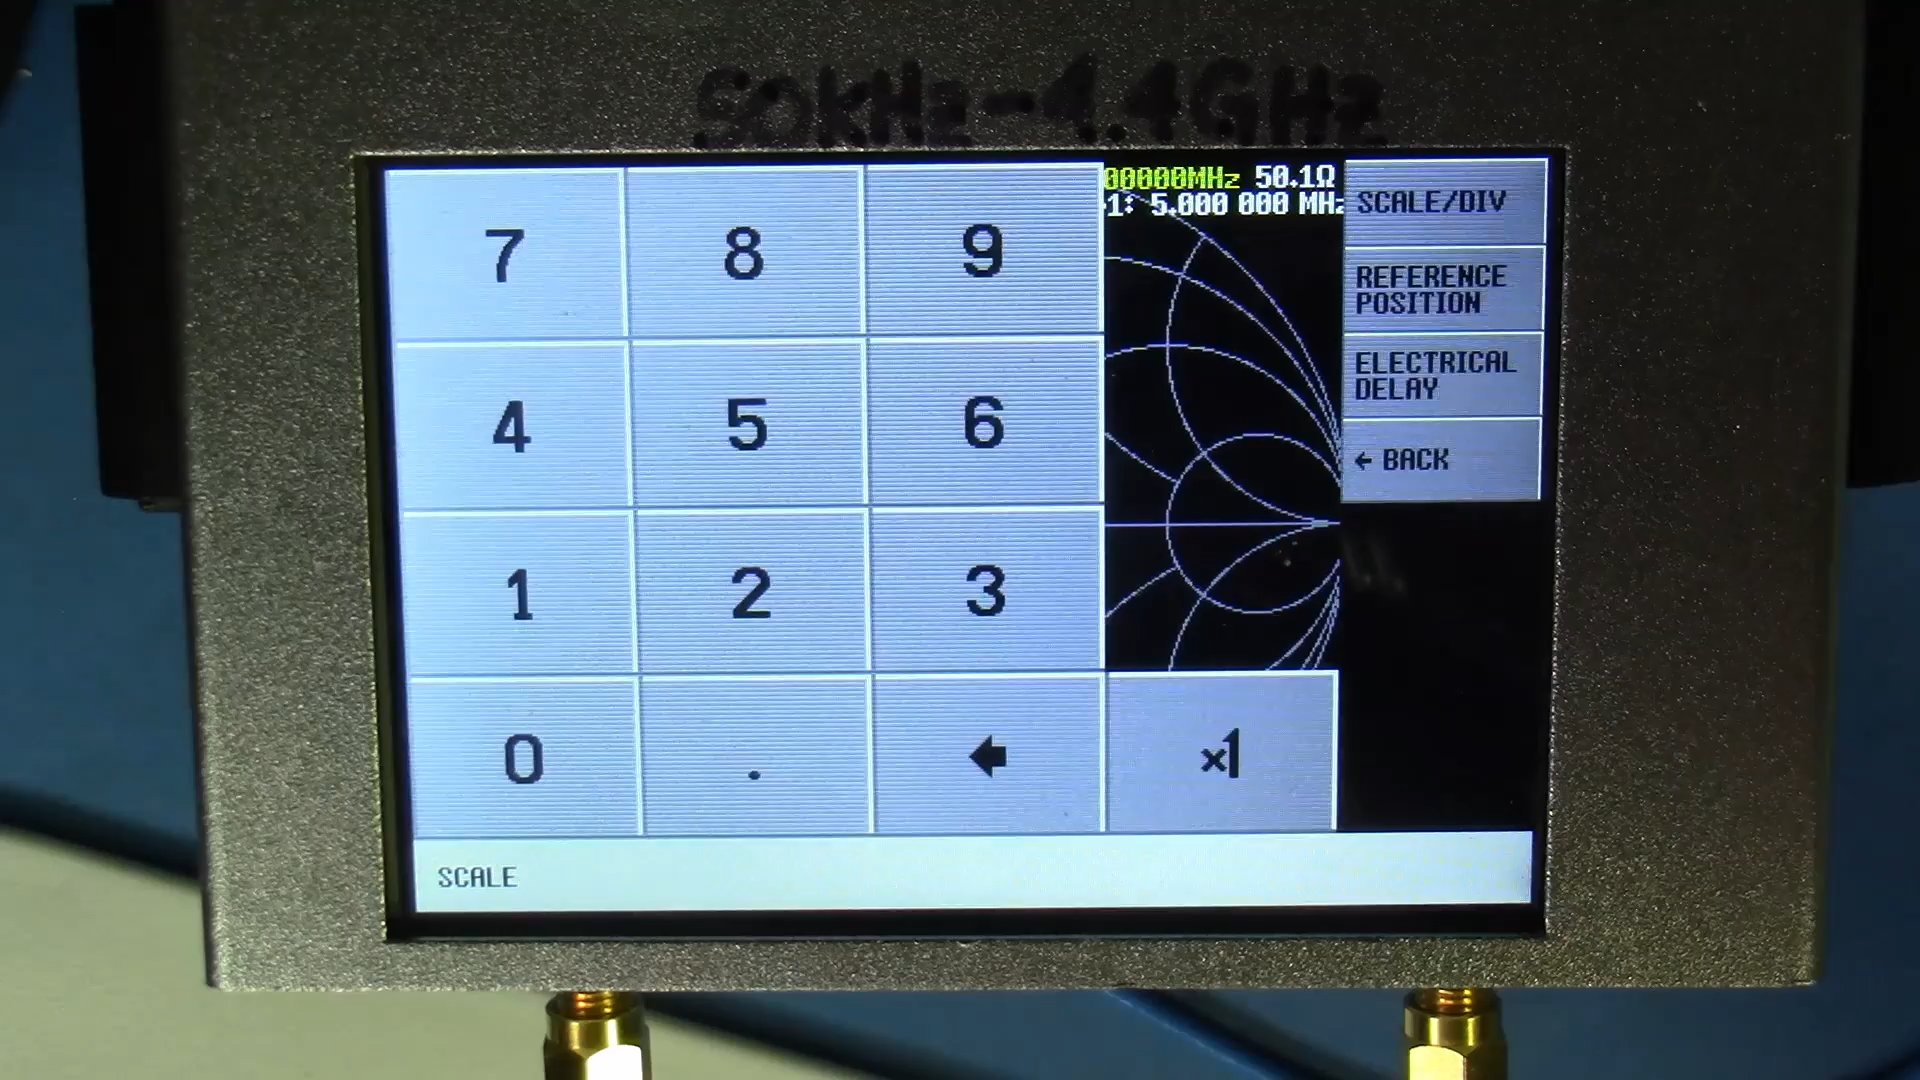 50KHz-4.4GHz
00000MHz 50.1Ω
1: 5.000 000 MHz
SCALE/DIV
REFERENCE
POSITION
ELECTRICAL
DELAY
← BACK
7 8 9
4 5 6
1 2 3
0 . ← ×1
SCALE